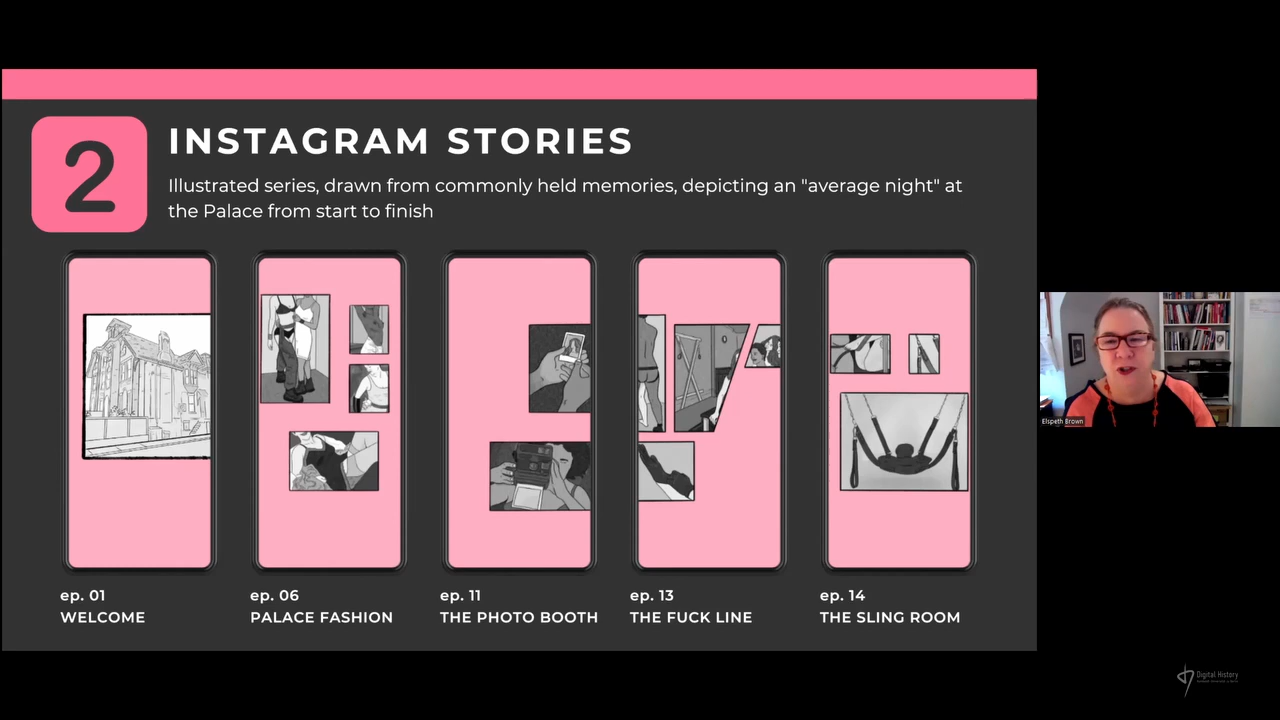 2
INSTAGRAM STORIES
Illustrated series, drawn from commonly held memories, depicting an "average night" at
the Palace from start to finish
ep. 01
WELCOME
ep. 06
PALACE FASHION
ep. 11
THE PHOTO BOOTH
ep. 13
THE FUCK LINE
ep. 14
THE SLING ROOM
Elspeth Brown
Digital History